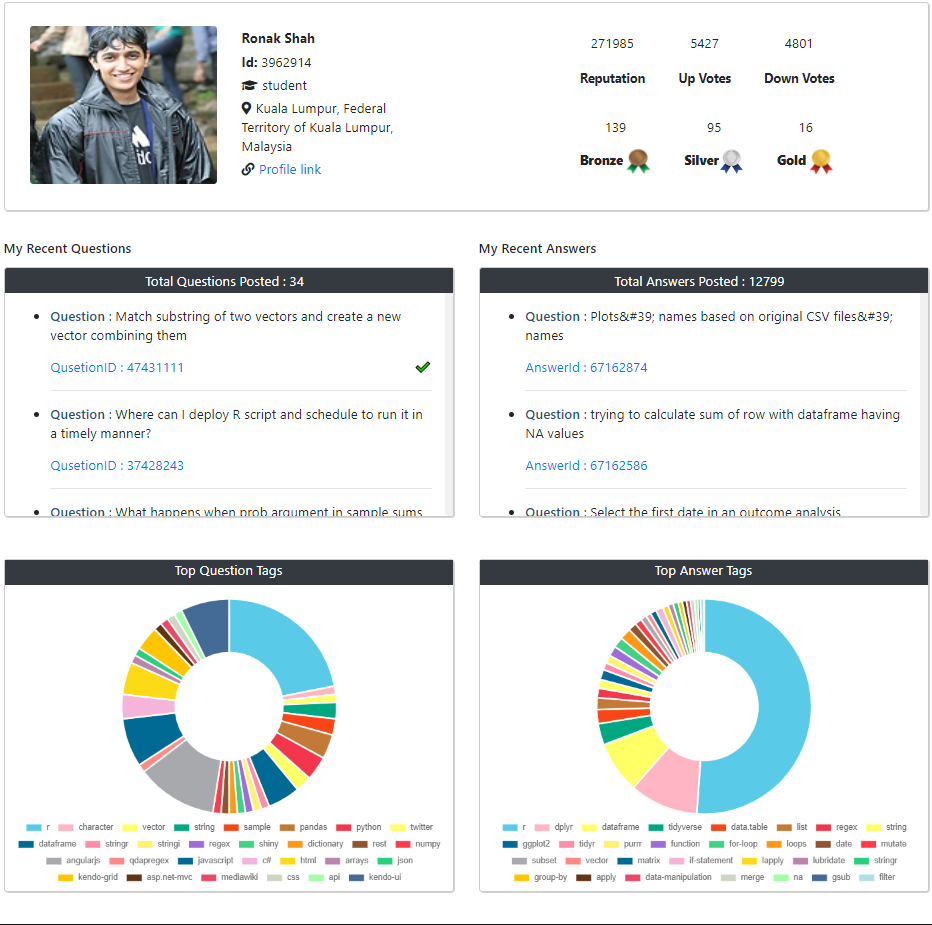 Ronak Shah
Id: 3962914
student
Kuala Lumpur, Federal
Territory of Kuala Lumpur,
Malaysia
Profile link
271985 5427 4801
Reputation Up Votes Down Votes
139 95 16
Bronze Silver Gold
My Recent Questions
Total Questions Posted : 34
Question : Match substring of two vectors and create a new
vector combining them
QusetionID : 47431111
Question : Where can I deploy R script and schedule to run it in
a timely manner?
QusetionID : 37428243
Question : What happens when prob argument in sample sums
My Recent Answers
Total Answers Posted : 12799
Question : Plots&#39; names based on original CSV files&#39;
names
AnswerId : 67162874
Question : trying to calculate sum of row with dataframe having
NA values
AnswerId : 67162586
Question : Select the first date in an outcome analysis
Top Question Tags
r character vector string sample pandas python twitter
dataframe stringr stringi regex shiny dictionary rest numpy
angularjs qdapregex javascript c# html arrays json
kendo-grid asp.net-mvc mediawiki css api kendo-ui
Top Answer Tags
r dplyr dataframe tidyverse data.table list regex string
ggplot2 tidyr purrr function for-loop loops date mutate
subset vector matrix if-statement lapply lubridate stringr
group-by apply data-manipulation merge na gsub filter